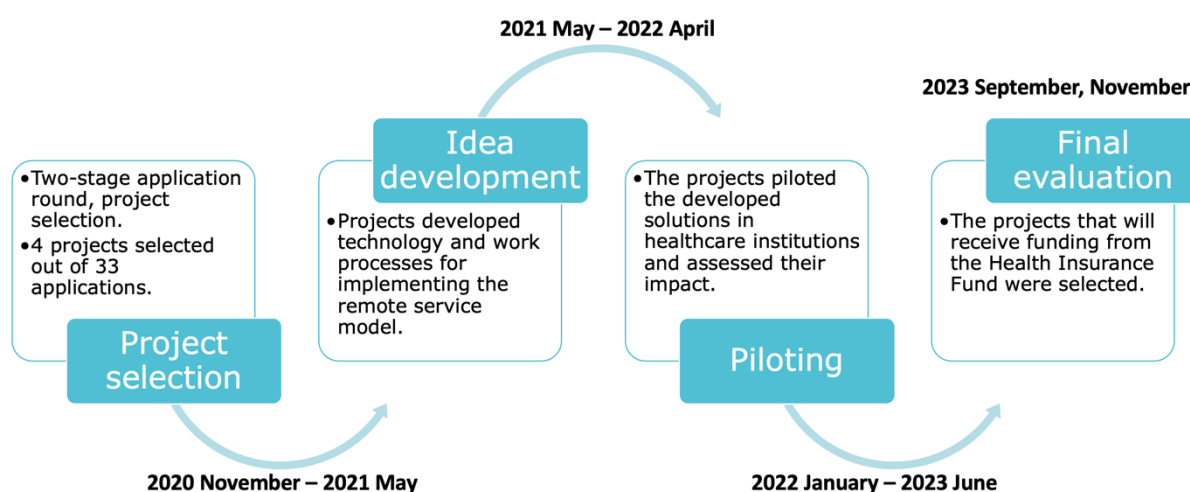 2021 May – 2022 April
2023 September, November
•Two-stage application
round, project
selection.
•4 projects selected
out of 33
applications.
Project
selection
2020 November – 2021 May
Idea
development
•Projects developed
technology and work
processes for
implementing the
remote service
model.
•The projects piloted
the developed
solutions in
healthcare institutions
and assessed their
impact.
Piloting
2022 January – 2023 June
Final
evaluation
•The projects that will
receive funding from
the Health Insurance
Fund were selected.